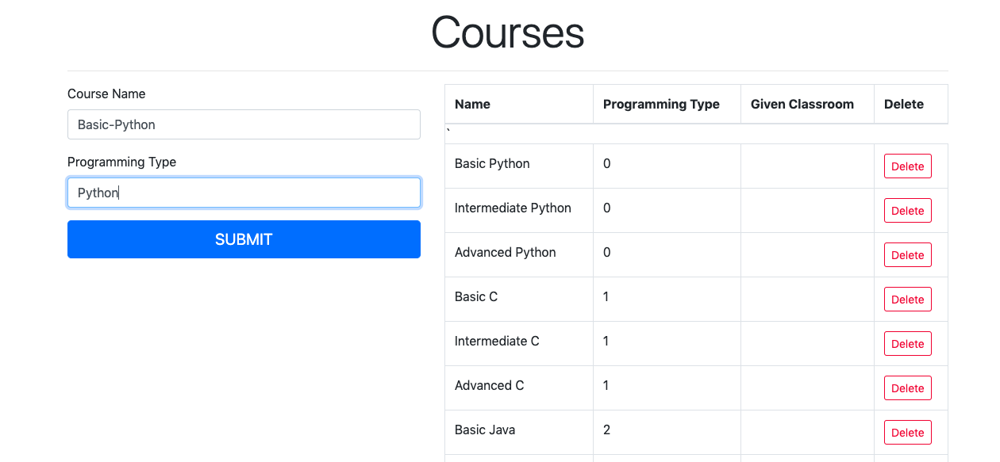 Courses
Course Name
Basic-Python
Programming Type
Python
SUBMIT
Name Programming Type Given Classroom Delete
`
Basic Python 0 Delete
Intermediate Python 0 Delete
Advanced Python 0 Delete
Basic C 1 Delete
Intermediate C 1 Delete
Advanced C 1 Delete
Basic Java 2 Delete